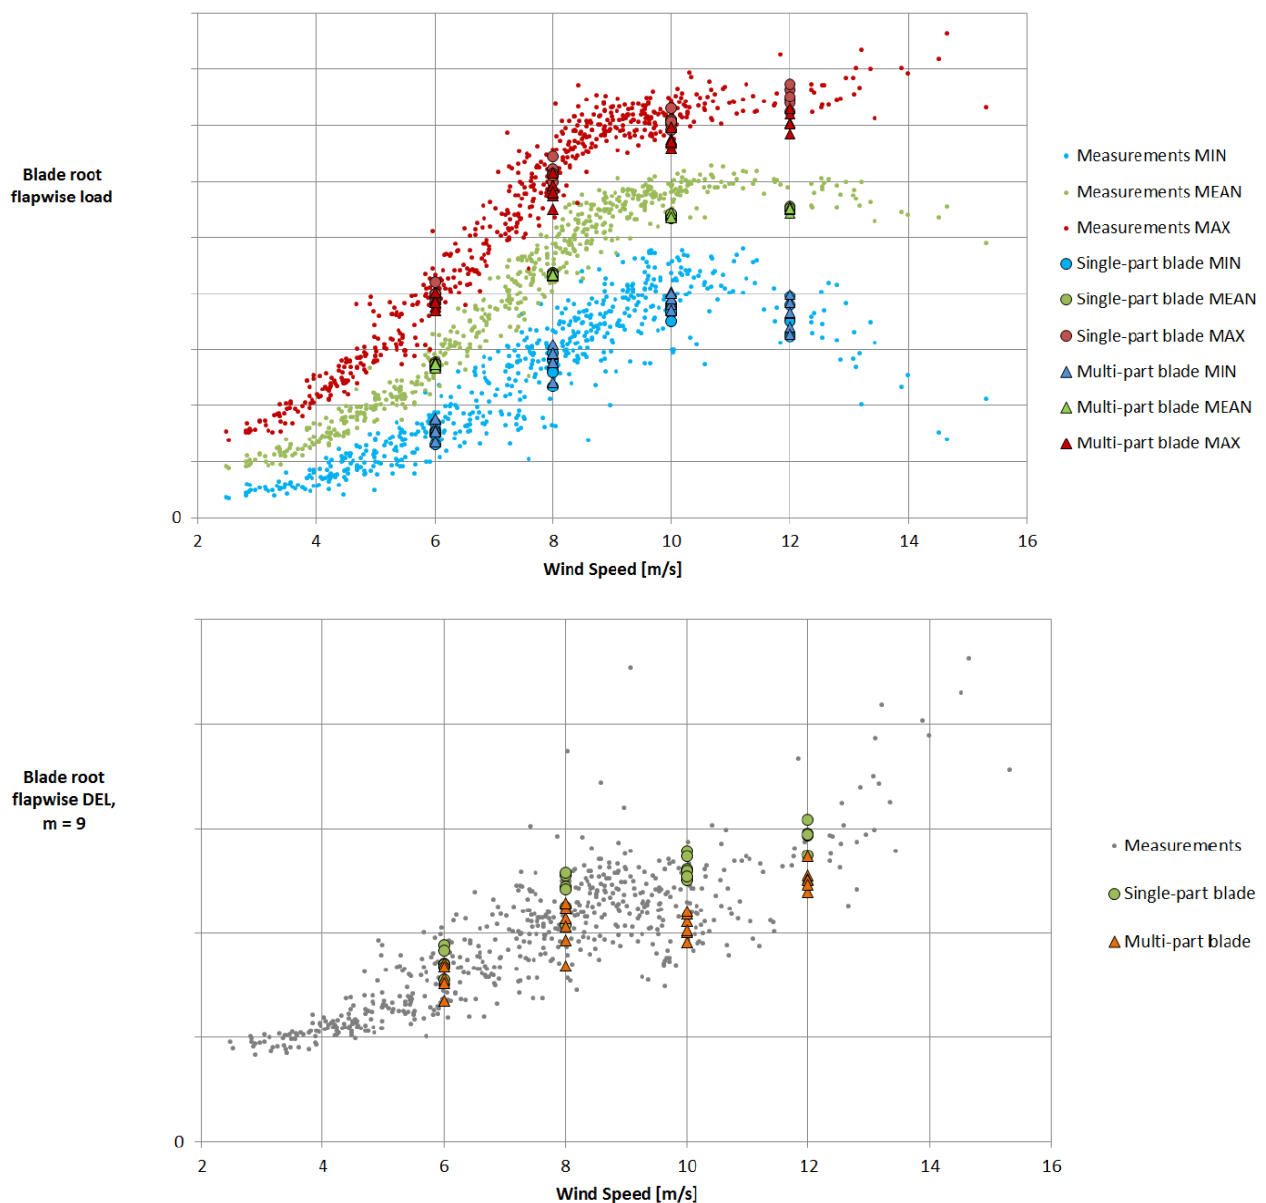 Blade root
flapwise load
Measurements MIN
Measurements MEAN
Measurements MAX
Single-part blade MIN
Single-part blade MEAN
Single-part blade MAX
Multi-part blade MIN
Multi-part blade MEAN
Multi-part blade MAX
0
2 4 6 8 10 12 14 16
Wind Speed [m/s]
Blade root
flapwise DEL,
m = 9
Measurements
Single-part blade
Multi-part blade
0
2 4 6 8 10 12 14 16
Wind Speed [m/s]